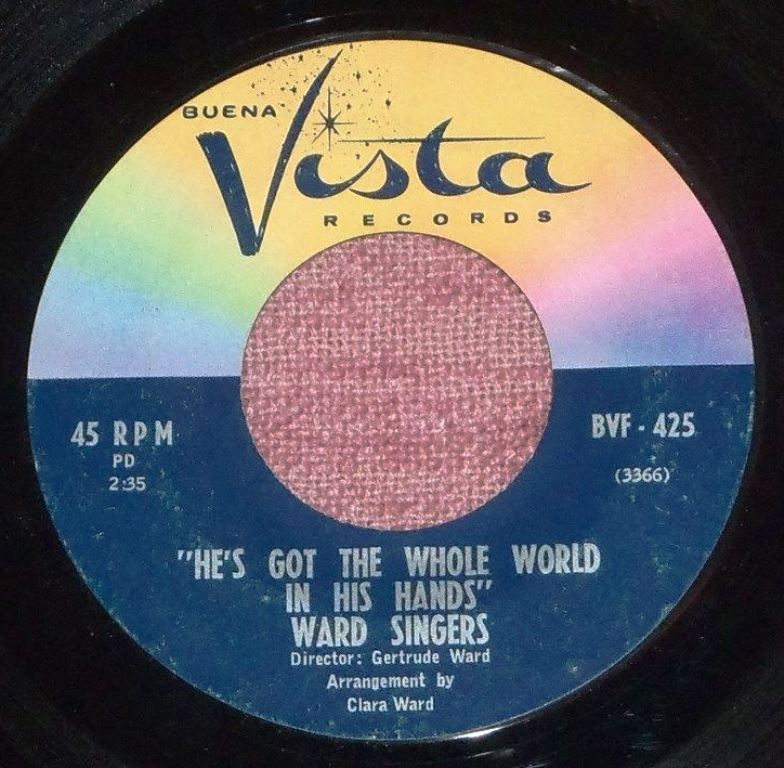 BUENA
Vista
RECORDS
45 RPM
PD
2:35
BVF - 425
(3366)
"HE'S GOT THE WHOLE WORLD
IN HIS HANDS"
WARD SINGERS
Director: Gertrude Ward
Arrangement by
Clara Ward